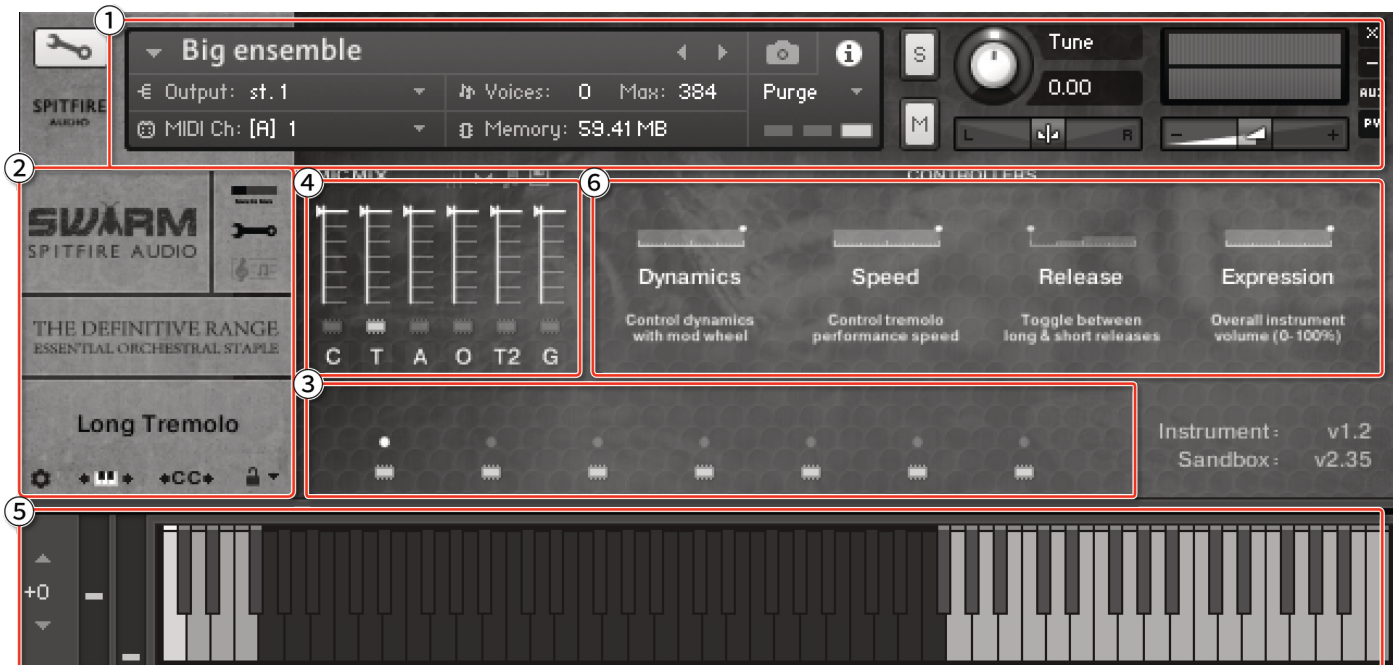 1
Big ensemble
i
S
Tune
0.00
Output: st.1
Voices: 0 Max: 384
Purge
MIDI Ch: [A] 1
Memory: 59.41 MB
M
L
R
-
+
×
-
AUX
PV
SPITFIRE
AUDIO
2
SWARM
SPITFIRE AUDIO
THE DEFINITIVE RANGE
ESSENTIAL ORCHESTRAL STAPLE
Long Tremolo
CC
4
MIC MIX
C T A O T2 G
6
CONTROLLERS
Dynamics
Control dynamics
with mod wheel
Speed
Control tremolo
performance speed
Release
Toggle between
long & short releases
Expression
Overall instrument
volume (0-100%)
3
Instrument: v1.2
Sandbox: v2.35
5
+0